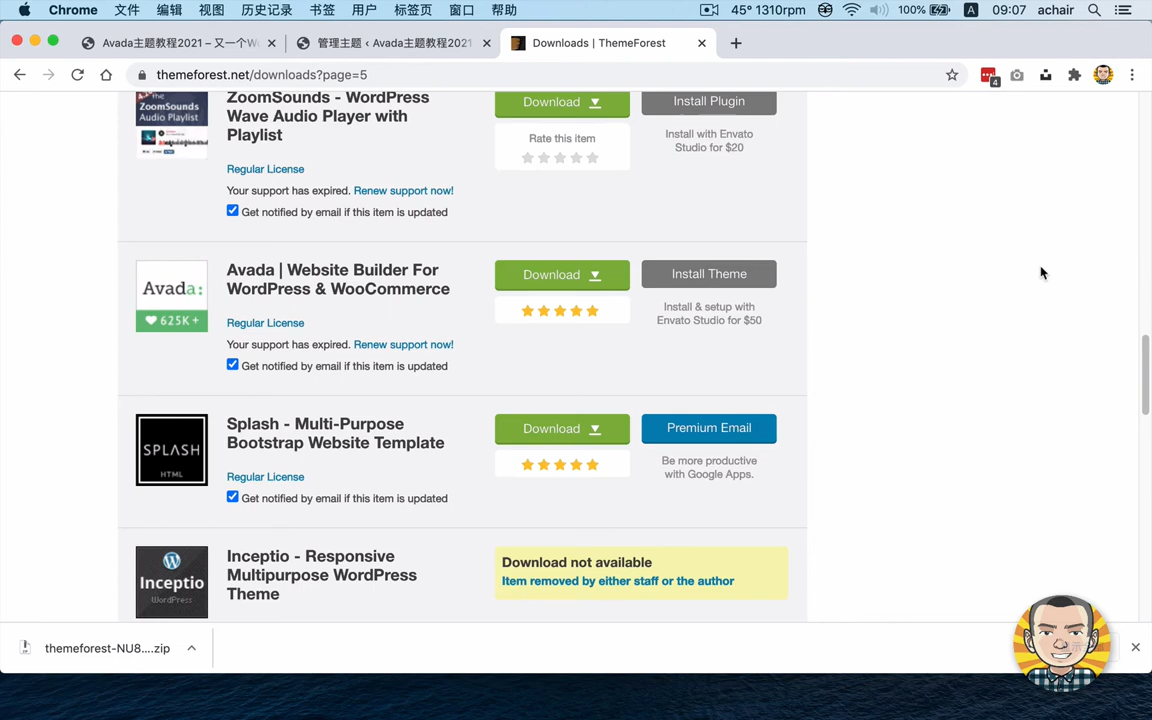 Chrome 文件 编辑 视图 历史记录 书签 用户 标签页 窗口 帮助 45° 1310rpm 100% A 09:07 achair
Avada主题教程2021 – 又一个Wo 管理主题 ‹ Avada主题教程2021 Downloads | ThemeForest
themeforest.net/downloads?page=5
4
the
ZoomSounds
Audio Playlist
ZoomSounds - WordPress
Wave Audio Player with
Playlist
Regular License
Your support has expired. Renew support now!
Get notified by email if this item is updated
Download
Rate this item
Install Plugin
Install with Envato
Studio for $20
Avada:
625K +
Avada | Website Builder For
WordPress & WooCommerce
Regular License
Your support has expired. Renew support now!
Get notified by email if this item is updated
Download
Install Theme
Install & setup with
Envato Studio for $50
SPLASH
HTML
Splash - Multi-Purpose
Bootstrap Website Template
Regular License
Get notified by email if this item is updated
Download
Premium Email
Be more productive
with Google Apps.
Inceptio
WordPress
Inceptio - Responsive
Multipurpose WordPress
Theme
Download not available
Item removed by either staff or the author
themeforest-NU8....zip